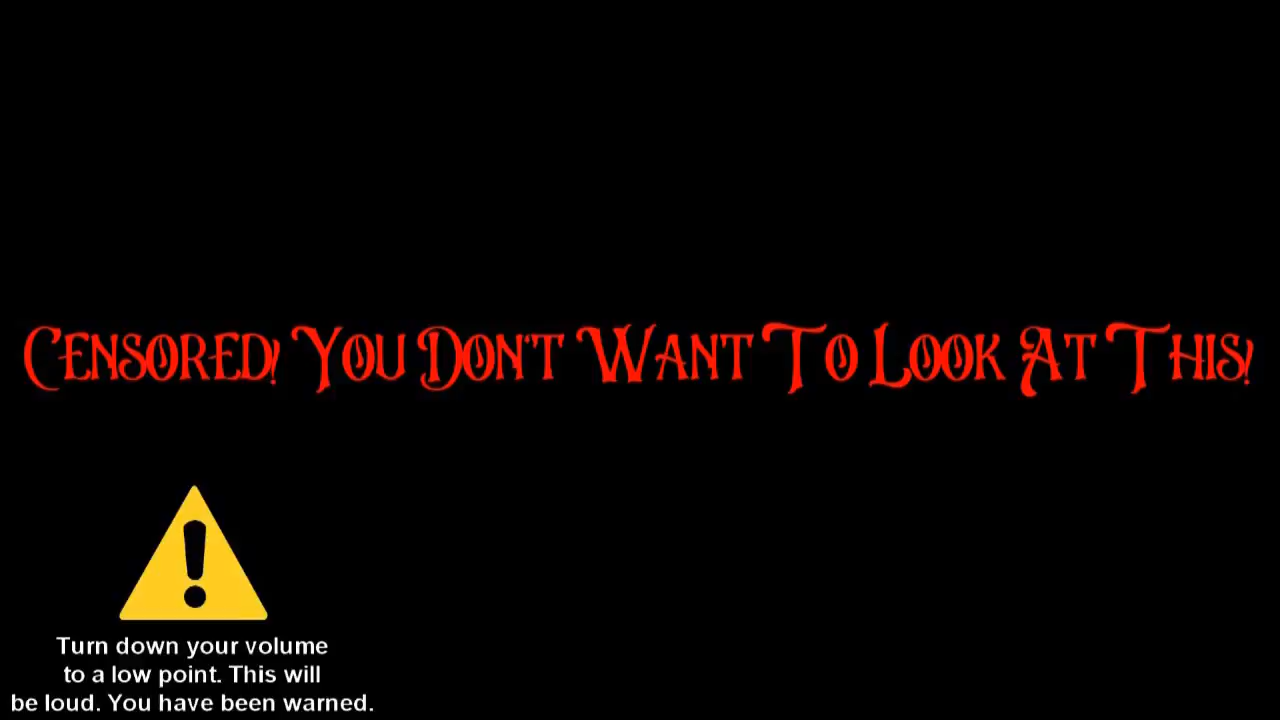 Censored! You Don't Want To Look At This!
Turn down your volume
to a low point. This will
be loud. You have been warned.